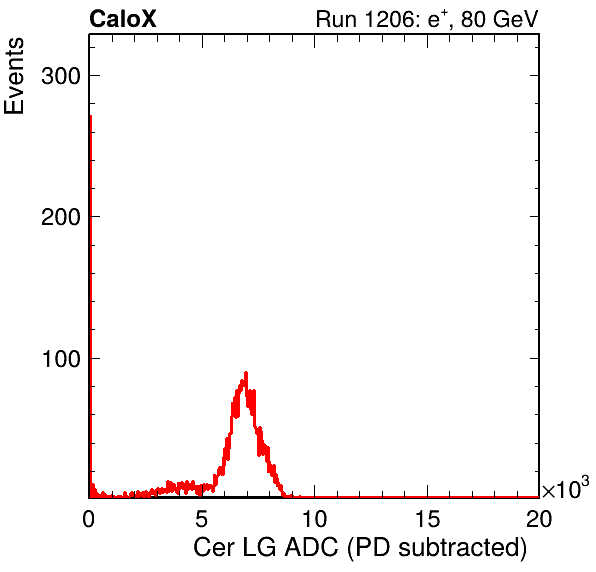 CaloX Run 1206: e⁺, 80 GeV
Events
300
200
100
0 5 10 15 20
×10³
Cer LG ADC (PD subtracted)